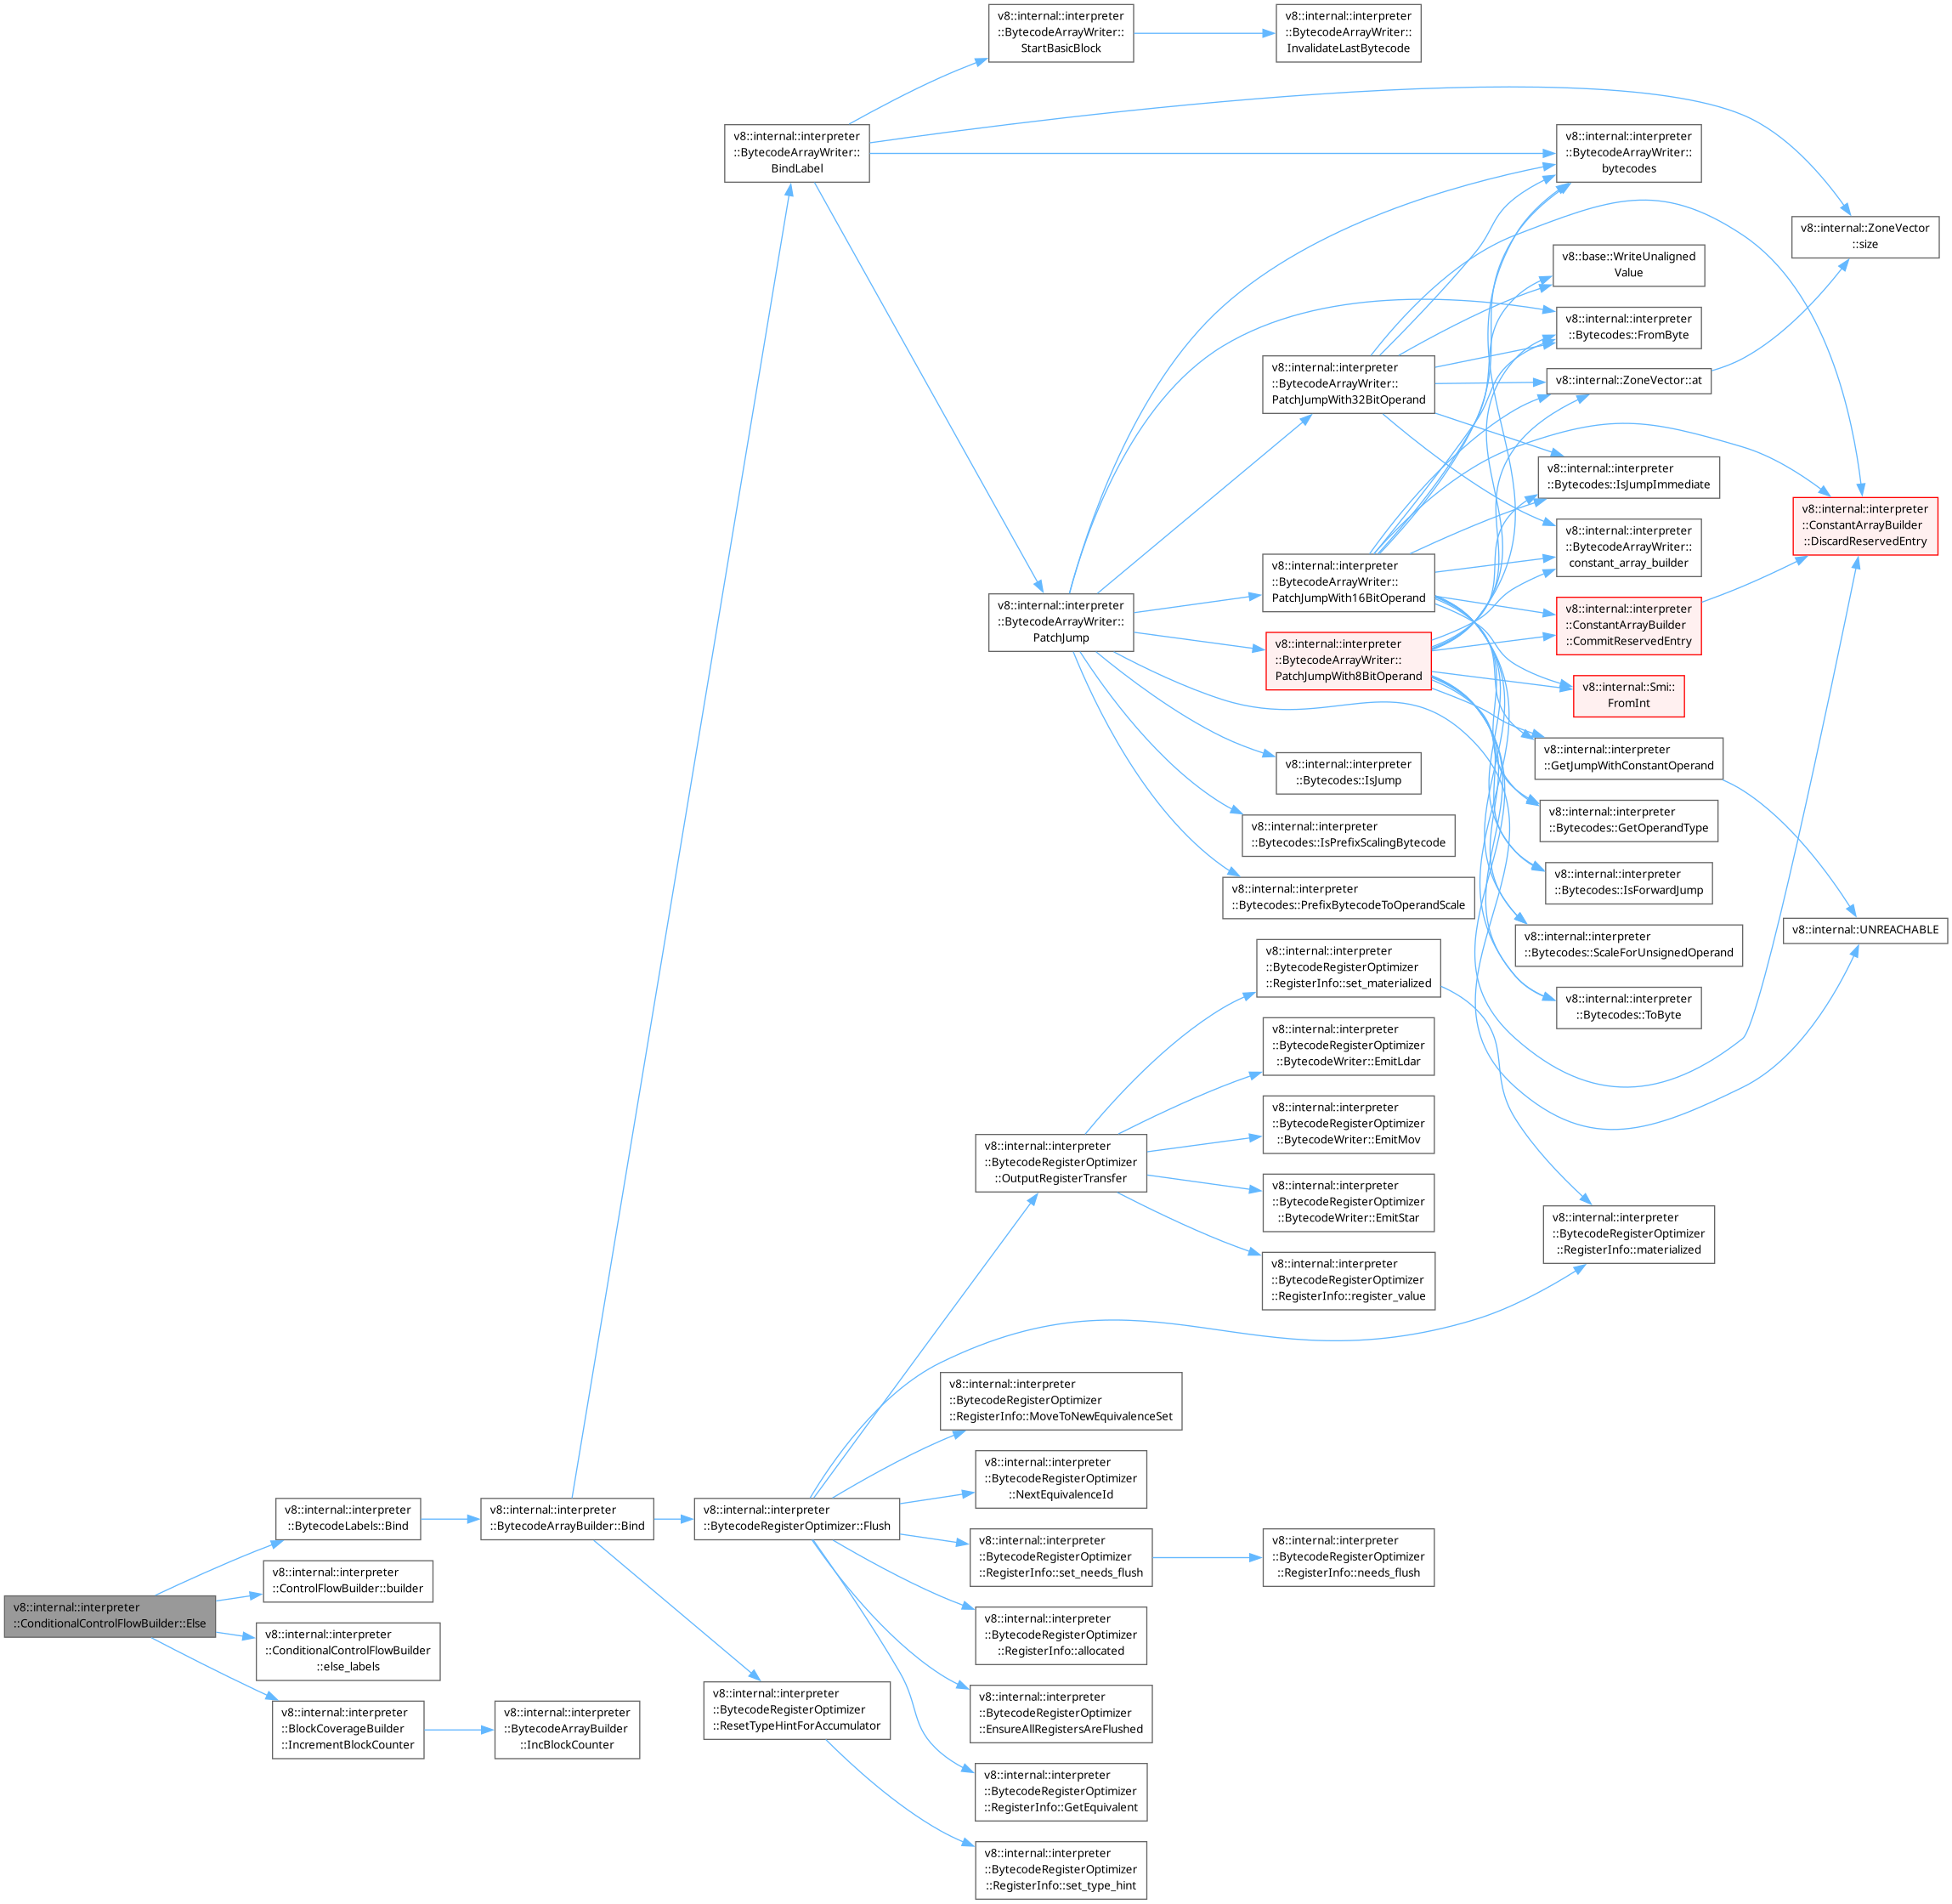 v8::internal::interpreter
::BytecodeArrayWriter::
StartBasicBlock
v8::internal::interpreter
::BytecodeArrayWriter::
InvalidateLastBytecode
v8::internal::interpreter
::BytecodeArrayWriter::
BindLabel
v8::internal::interpreter
::BytecodeArrayWriter::
bytecodes
v8::internal::ZoneVector
::size
v8::base::WriteUnaligned
Value
v8::internal::interpreter
::Bytecodes::FromByte
v8::internal::interpreter
::BytecodeArrayWriter::
PatchJumpWith32BitOperand
v8::internal::ZoneVector::at
v8::internal::interpreter
::Bytecodes::IsJumpImmediate
v8::internal::interpreter
::ConstantArrayBuilder
::DiscardReservedEntry
v8::internal::interpreter
::BytecodeArrayWriter::
constant_array_builder
v8::internal::interpreter
::BytecodeArrayWriter::
PatchJumpWith16BitOperand
v8::internal::interpreter
::BytecodeArrayWriter::
PatchJump
v8::internal::interpreter
::ConstantArrayBuilder
::CommitReservedEntry
v8::internal::interpreter
::BytecodeArrayWriter::
PatchJumpWith8BitOperand
v8::internal::Smi::
FromInt
v8::internal::interpreter
::GetJumpWithConstantOperand
v8::internal::interpreter
::Bytecodes::IsJump
v8::internal::interpreter
::Bytecodes::GetOperandType
v8::internal::interpreter
::Bytecodes::IsPrefixScalingBytecode
v8::internal::interpreter
::Bytecodes::IsForwardJump
v8::internal::interpreter
::Bytecodes::PrefixBytecodeToOperandScale
v8::internal::UNREACHABLE
v8::internal::interpreter
::Bytecodes::ScaleForUnsignedOperand
v8::internal::interpreter
::BytecodeRegisterOptimizer
::RegisterInfo::set_materialized
v8::internal::interpreter
::Bytecodes::ToByte
v8::internal::interpreter
::BytecodeRegisterOptimizer
::BytecodeWriter::EmitLdar
v8::internal::interpreter
::BytecodeRegisterOptimizer
::BytecodeWriter::EmitMov
v8::internal::interpreter
::BytecodeRegisterOptimizer
::OutputRegisterTransfer
v8::internal::interpreter
::BytecodeRegisterOptimizer
::BytecodeWriter::EmitStar
v8::internal::interpreter
::BytecodeRegisterOptimizer
::RegisterInfo::materialized
v8::internal::interpreter
::BytecodeRegisterOptimizer
::RegisterInfo::register_value
v8::internal::interpreter
::BytecodeRegisterOptimizer
::RegisterInfo::MoveToNewEquivalenceSet
v8::internal::interpreter
::BytecodeRegisterOptimizer
::NextEquivalenceId
v8::internal::interpreter
::BytecodeLabels::Bind
v8::internal::interpreter
::BytecodeArrayBuilder::Bind
v8::internal::interpreter
::BytecodeRegisterOptimizer::Flush
v8::internal::interpreter
::BytecodeRegisterOptimizer
::RegisterInfo::set_needs_flush
v8::internal::interpreter
::BytecodeRegisterOptimizer
::RegisterInfo::needs_flush
v8::internal::interpreter
::ControlFlowBuilder::builder
v8::internal::interpreter
::ConditionalControlFlowBuilder::Else
v8::internal::interpreter
::BytecodeRegisterOptimizer
::RegisterInfo::allocated
v8::internal::interpreter
::ConditionalControlFlowBuilder
::else_labels
v8::internal::interpreter
::BytecodeRegisterOptimizer
::ResetTypeHintForAccumulator
v8::internal::interpreter
::BytecodeRegisterOptimizer
::EnsureAllRegistersAreFlushed
v8::internal::interpreter
::BlockCoverageBuilder
::IncrementBlockCounter
v8::internal::interpreter
::BytecodeArrayBuilder
::IncBlockCounter
v8::internal::interpreter
::BytecodeRegisterOptimizer
::RegisterInfo::GetEquivalent
v8::internal::interpreter
::BytecodeRegisterOptimizer
::RegisterInfo::set_type_hint